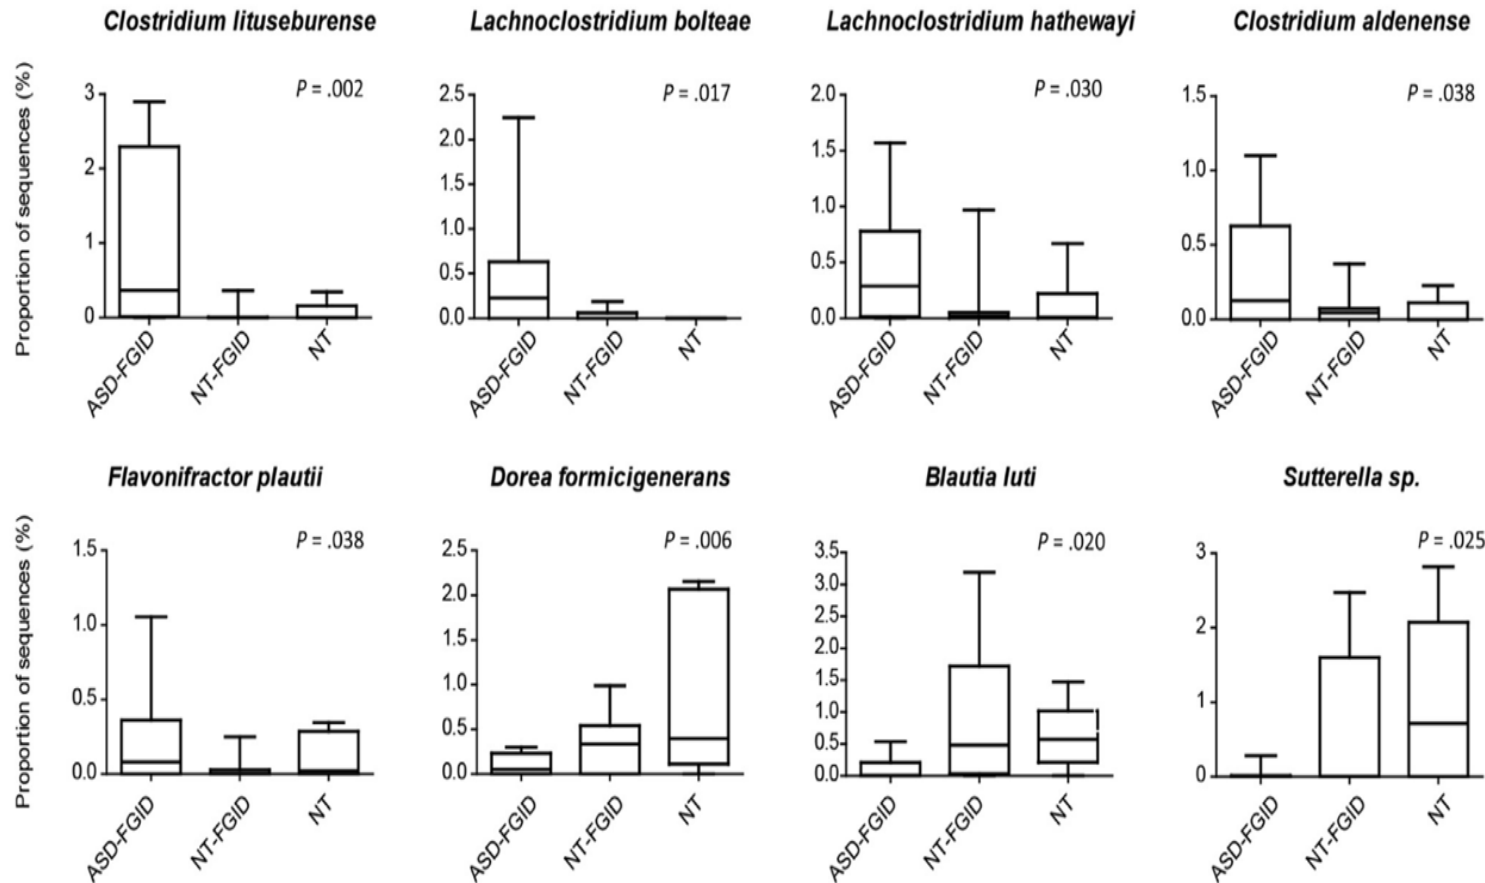 Clostridium lituseburense
Lachnoclostridium bolteae
Lachnoclostridium hathewayi
Clostridium aldenense
Proportion of sequences (%)
P = .002
3
2
1
0
ASD-FGID
NT-FGID
NT
P = .017
2.5
2.0
1.5
1.0
0.5
0.0
ASD-FGID
NT-FGID
NT
P = .030
2.0
1.5
1.0
0.5
0.0
ASD-FGID
NT-FGID
NT
P = .038
1.5
1.0
0.5
0.0
ASD-FGID
NT-FGID
NT
Flavonifractor plautii
Dorea formicigenerans
Blautia luti
Sutterella sp.
Proportion of sequences (%)
P = .038
1.5
1.0
0.5
0.0
ASD-FGID
NT-FGID
NT
P = .006
2.5
2.0
1.5
1.0
0.5
0.0
ASD-FGID
NT-FGID
NT
P = .020
3.5
3.0
2.5
2.0
1.5
1.0
0.5
0.0
ASD-FGID
NT-FGID
NT
P = .025
3
2
1
0
ASD-FGID
NT-FGID
NT